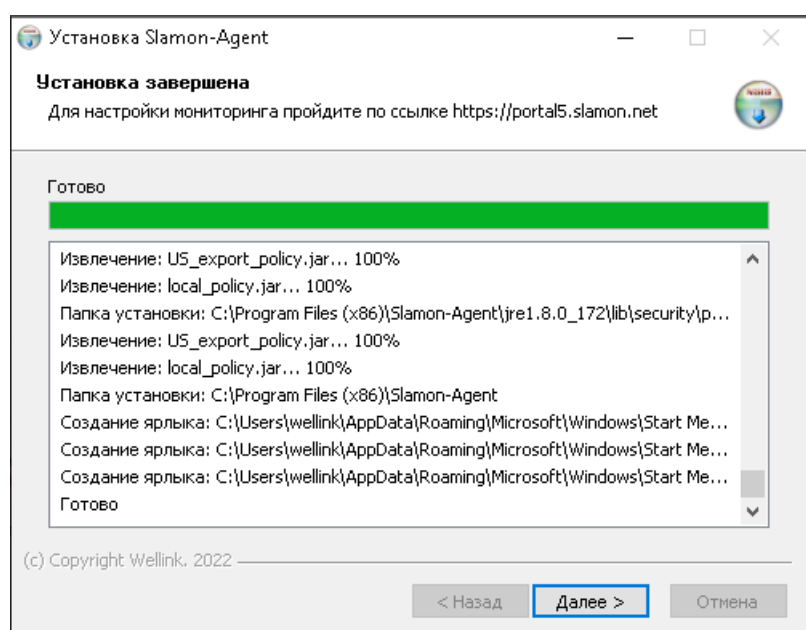 Установка Slamon-Agent
Установка завершена
Для настройки мониторинга пройдите по ссылке https://portal5.slamon.net
Готово
Извлечение: US_export_policy.jar... 100%
Извлечение: local_policy.jar... 100%
Папка установки: C:\Program Files (x86)\Slamon-Agent\jre1.8.0_172\lib\security\p...
Извлечение: US_export_policy.jar... 100%
Извлечение: local_policy.jar... 100%
Папка установки: C:\Program Files (x86)\Slamon-Agent
Создание ярлыка: C:\Users\wellink\AppData\Roaming\Microsoft\Windows\Start Me...
Создание ярлыка: C:\Users\wellink\AppData\Roaming\Microsoft\Windows\Start Me...
Создание ярлыка: C:\Users\wellink\AppData\Roaming\Microsoft\Windows\Start Me...
Готово
(c) Copyright Wellink. 2022
< Назад
Далее >
Отмена